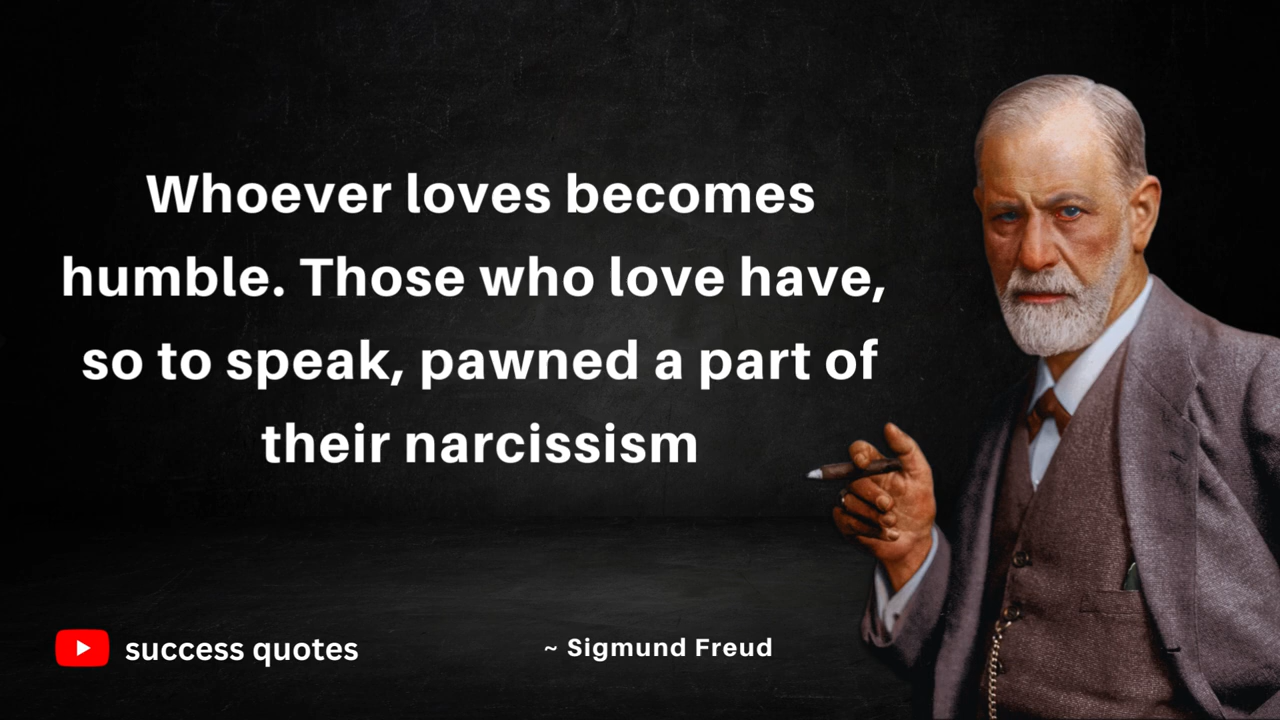 Whoever loves becomes
humble. Those who love have,
so to speak, pawned a part of
their narcissism
success quotes
~ Sigmund Freud